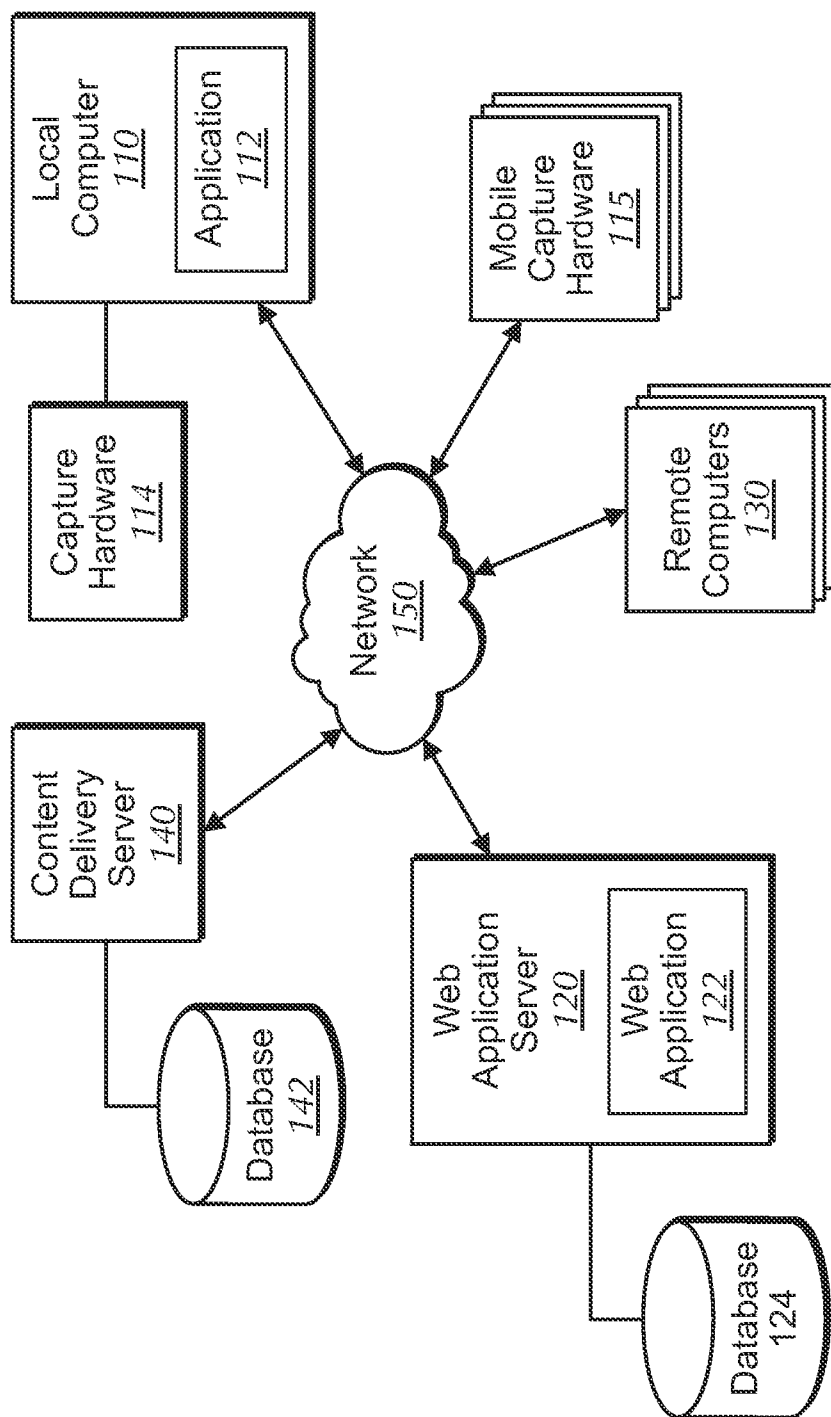 Database
142
Content
Delivery
Server
140
Capture
Hardware
114
Local
Computer
110
Application
112
Network
150
Database
124
Web
Application
Server
120
Web
Application
122
Remote
Computers
130
Mobile
Capture
Hardware
115